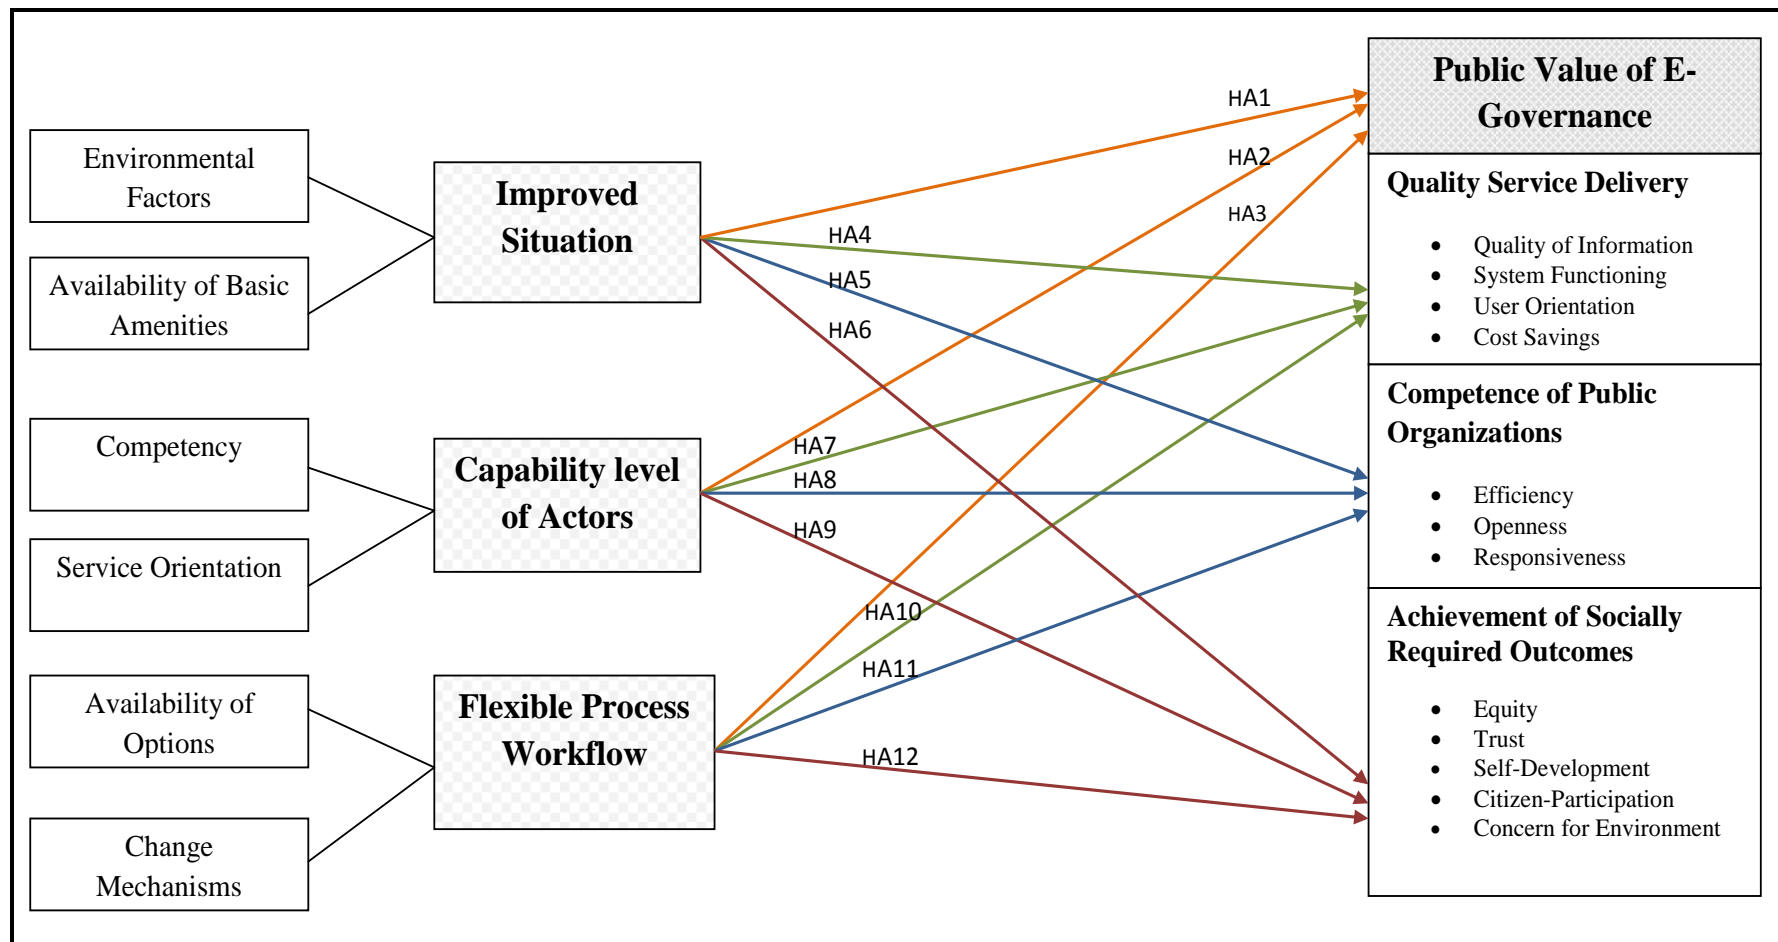 Environmental
Factors
Availability of Basic
Amenities
Competency
Service Orientation
Availability of
Options
Change
Mechanisms
Improved
Situation
Capability level
of Actors
Flexible Process
Workflow
HA1
HA2
HA3
HA4
HA5
HA6
HA7
HA8
HA9
HA10
HA11
HA12
Public Value of E-
Governance
Quality Service Delivery
• Quality of Information
• System Functioning
• User Orientation
• Cost Savings
Competence of Public
Organizations
• Efficiency
• Openness
• Responsiveness
Achievement of Socially
Required Outcomes
• Equity
• Trust
• Self-Development
• Citizen-Participation
• Concern for Environment